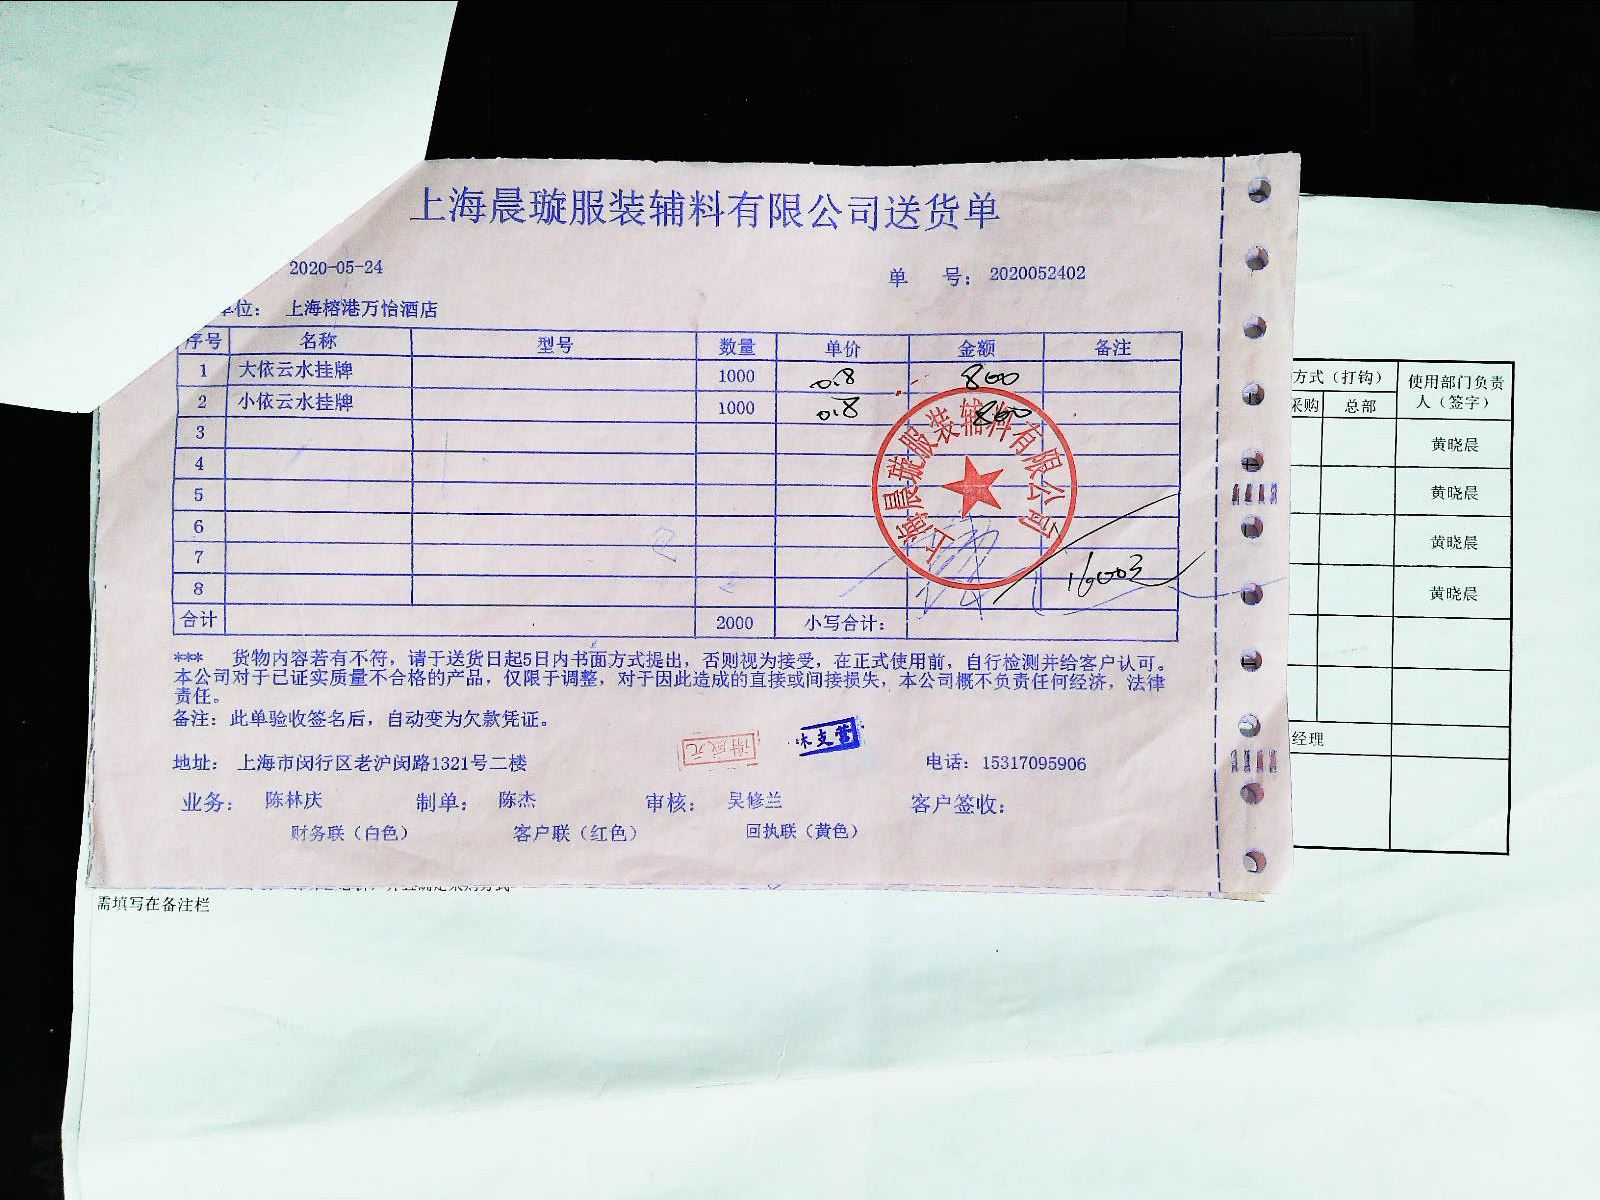 上海晨璇服装辅料有限公司送货单
2020-05-24
单 号： 2020052402
单位： 上海榕港万怡酒店
序号 名称 型号 数量 单价 金额 备注
1 大依云水挂牌 1000 0.8 800
2 小依云水挂牌 1000 0.8 800
3
4
5
6
7
8
合计 2000 小写合计：
上海晨璇服装辅料有限公司
*** 货物内容若有不符，请于送货日起5日内书面方式提出，否则视为接受，在正式使用前，自行检测并给客户认可。
本公司对于已证实质量不合格的产品，仅限于调整，对于因此造成的直接或间接损失，本公司概不负责任何经济，法律
责任。
备注：此单验收签名后，自动变为欠款凭证。
地址： 上海市闵行区老沪闵路1321号二楼
电话：15317095906
业务： 陈林庆 制单： 陈杰 审核： 吴修兰 客户签收：
财务联（白色） 客户联（红色） 回执联（黄色）
方式（打钩） 使用部门负责
人（签字）
采购 总部
黄晓晨
黄晓晨
黄晓晨
黄晓晨
经理
需填写在备注栏